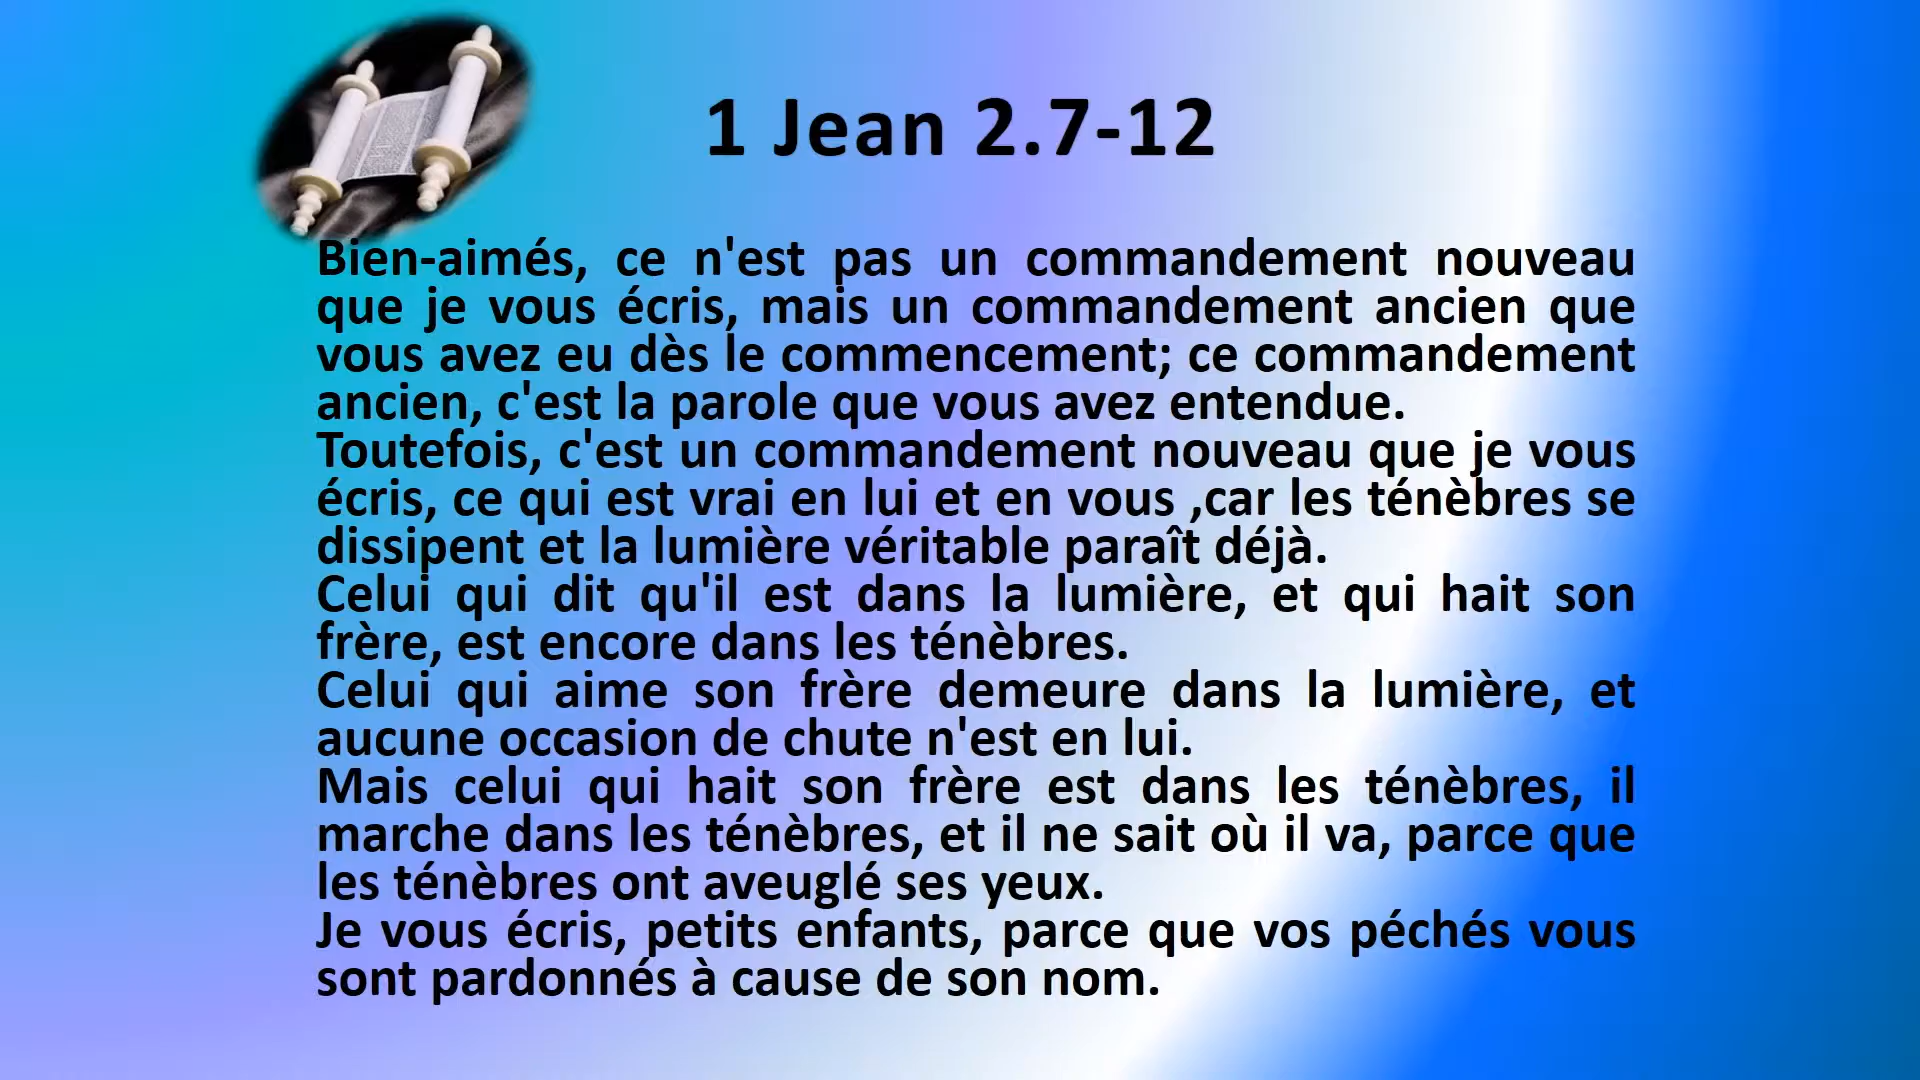 1 Jean 2.7-12
Bien-aimés, ce n'est pas un commandement nouveau
que je vous écris, mais un commandement ancien que
vous avez eu dès le commencement; ce commandement
ancien, c'est la parole que vous avez entendue.
Toutefois, c'est un commandement nouveau que je vous
écris, ce qui est vrai en lui et en vous ,car les ténèbres se
dissipent et la lumière véritable paraît déjà.
Celui qui dit qu'il est dans la lumière, et qui hait son
frère, est encore dans les ténèbres.
Celui qui aime son frère demeure dans la lumière, et
aucune occasion de chute n'est en lui.
Mais celui qui hait son frère est dans les ténèbres, il
marche dans les ténèbres, et il ne sait où il va, parce que
les ténèbres ont aveuglé ses yeux.
Je vous écris, petits enfants, parce que vos péchés vous
sont pardonnés à cause de son nom.